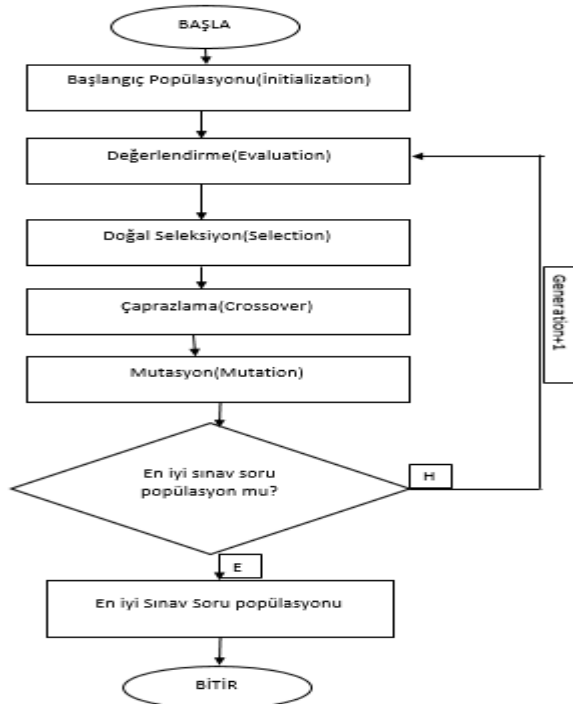 BAŞLA
Başlangıç Popülasyonu(İnitialization)
Değerlendirme(Evaluation)
Doğal Seleksiyon(Selection)
Çaprazlama(Crossover)
Generation+1
Mutasyon(Mutation)
En iyi sınav soru
popülasyon mu?
H
E
En iyi Sınav Soru popülasyonu
BİTİR